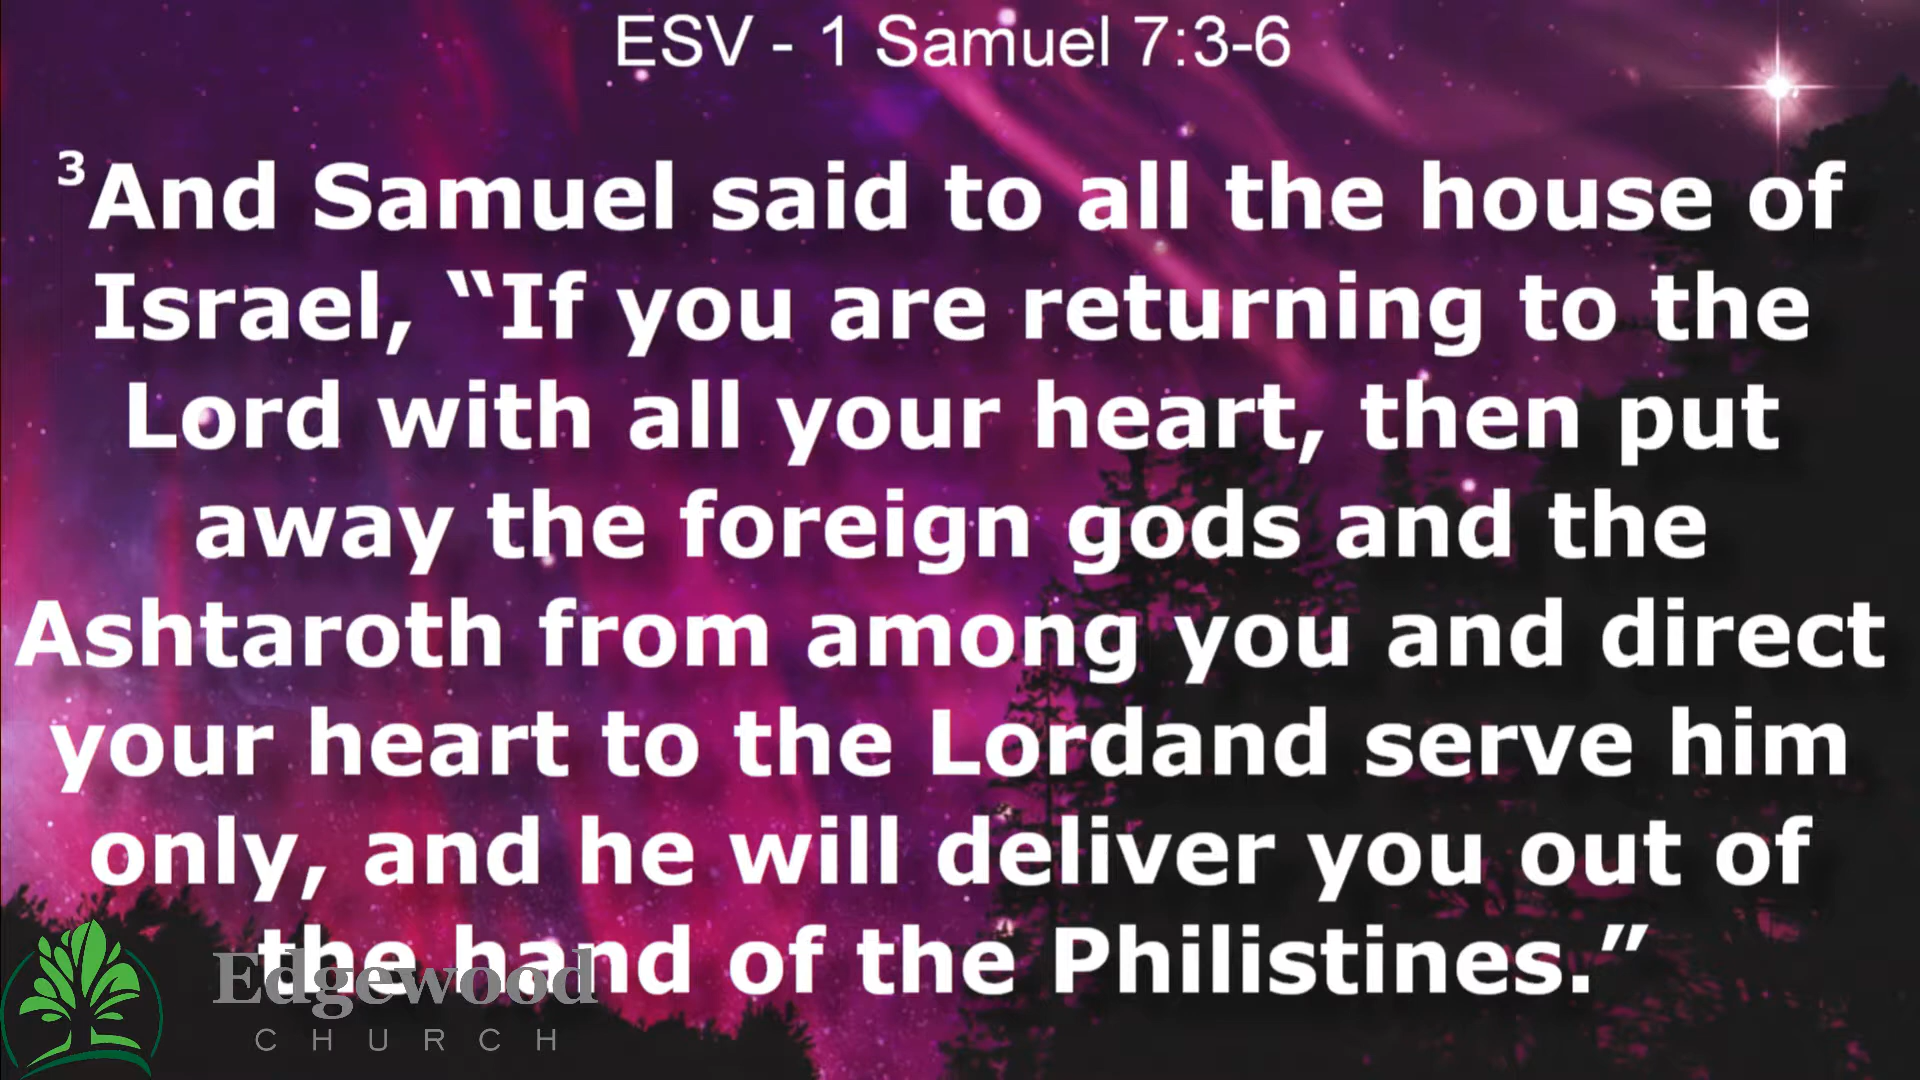 ESV - 1 Samuel 7:3-6
³And Samuel said to all the house of
Israel, “If you are returning to the
Lord with all your heart, then put
away the foreign gods and the
Ashtaroth from among you and direct
your heart to the Lordand serve him
only, and he will deliver you out of
the hand of the Philistines.”
Edgewood
CHURCH